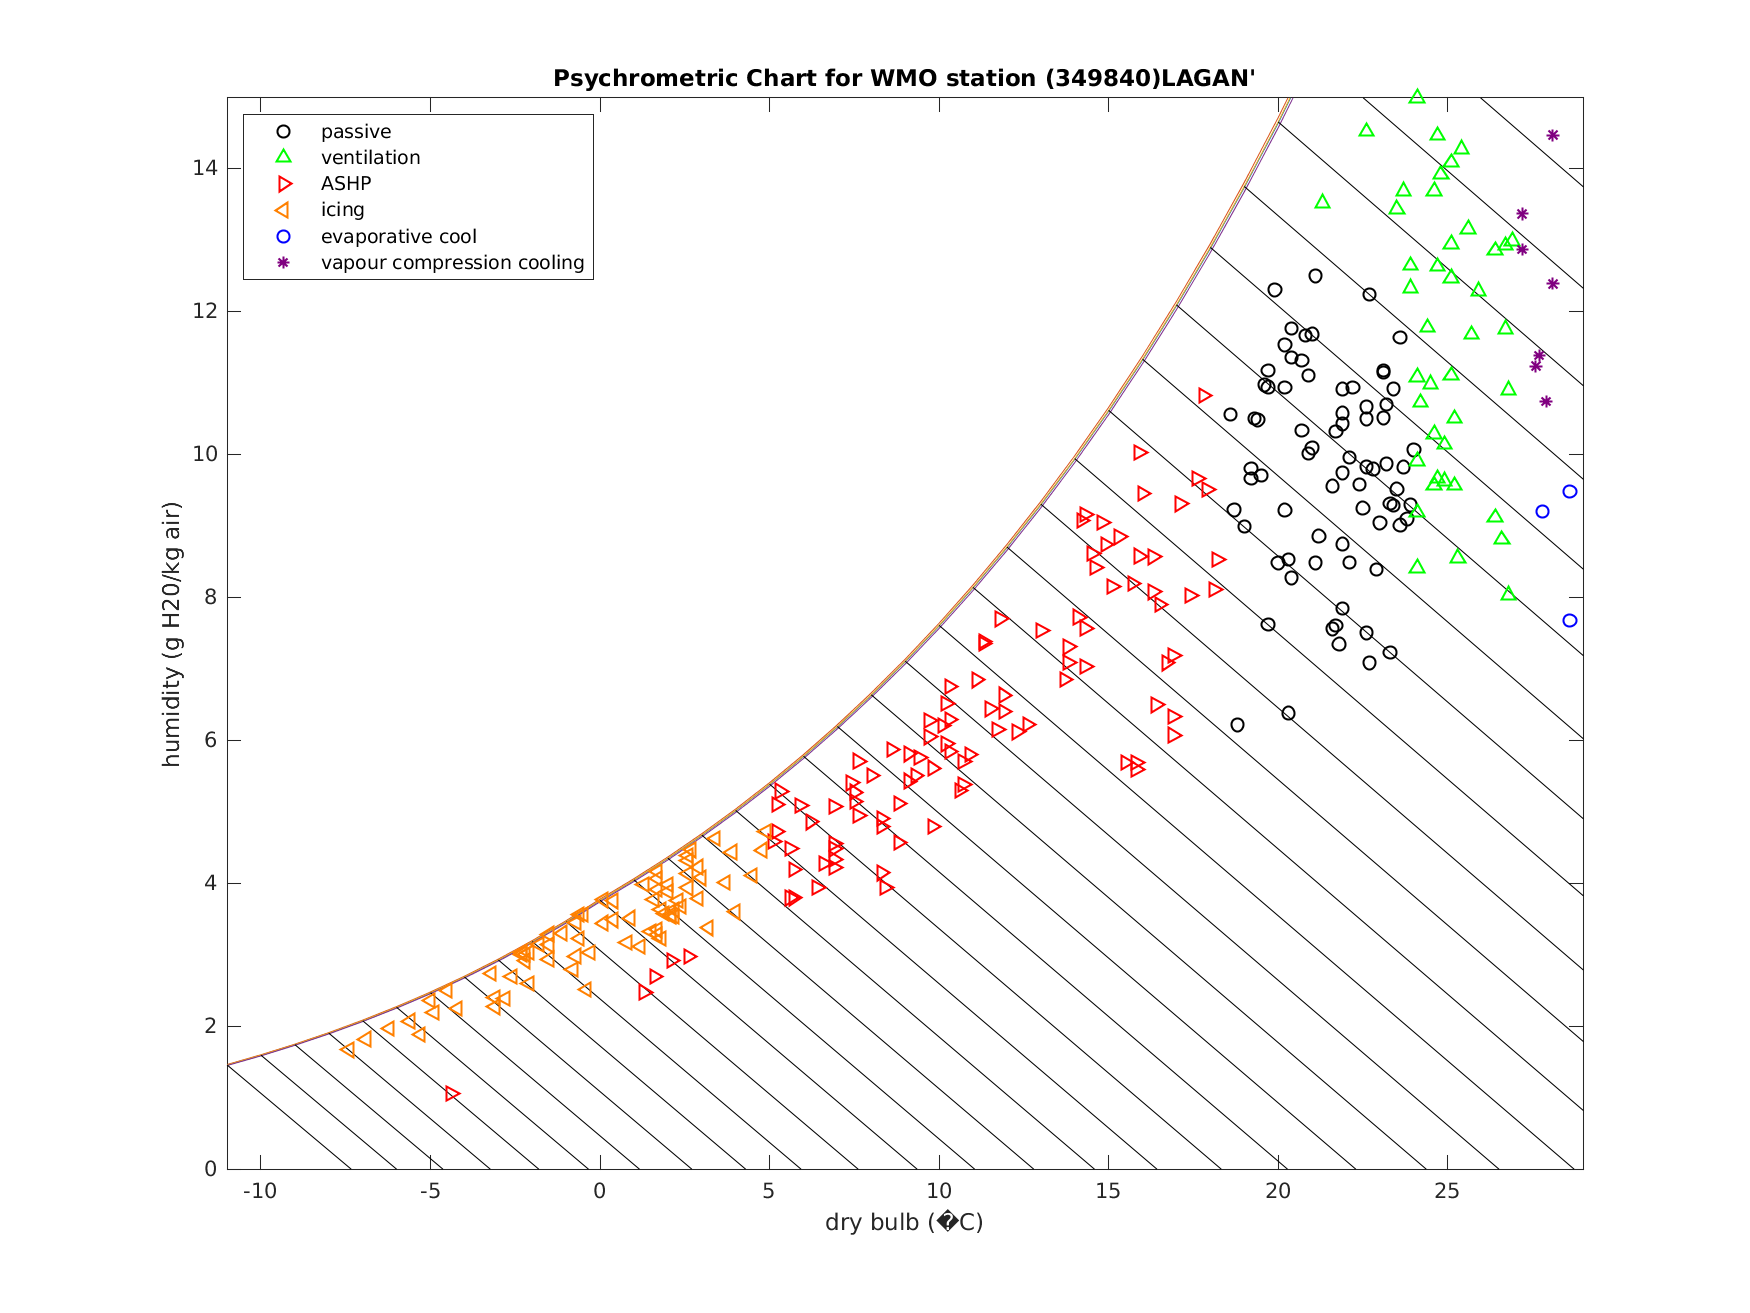 Psychrometric Chart for WMO station (349840)LAGAN'
passive
ventilation
ASHP
icing
evaporative cool
vapour compression cooling
14
12
10
8
6
4
2
0
humidity (g H20/kg air)
-10 -5 0 5 10 15 20 25
dry bulb (�C)